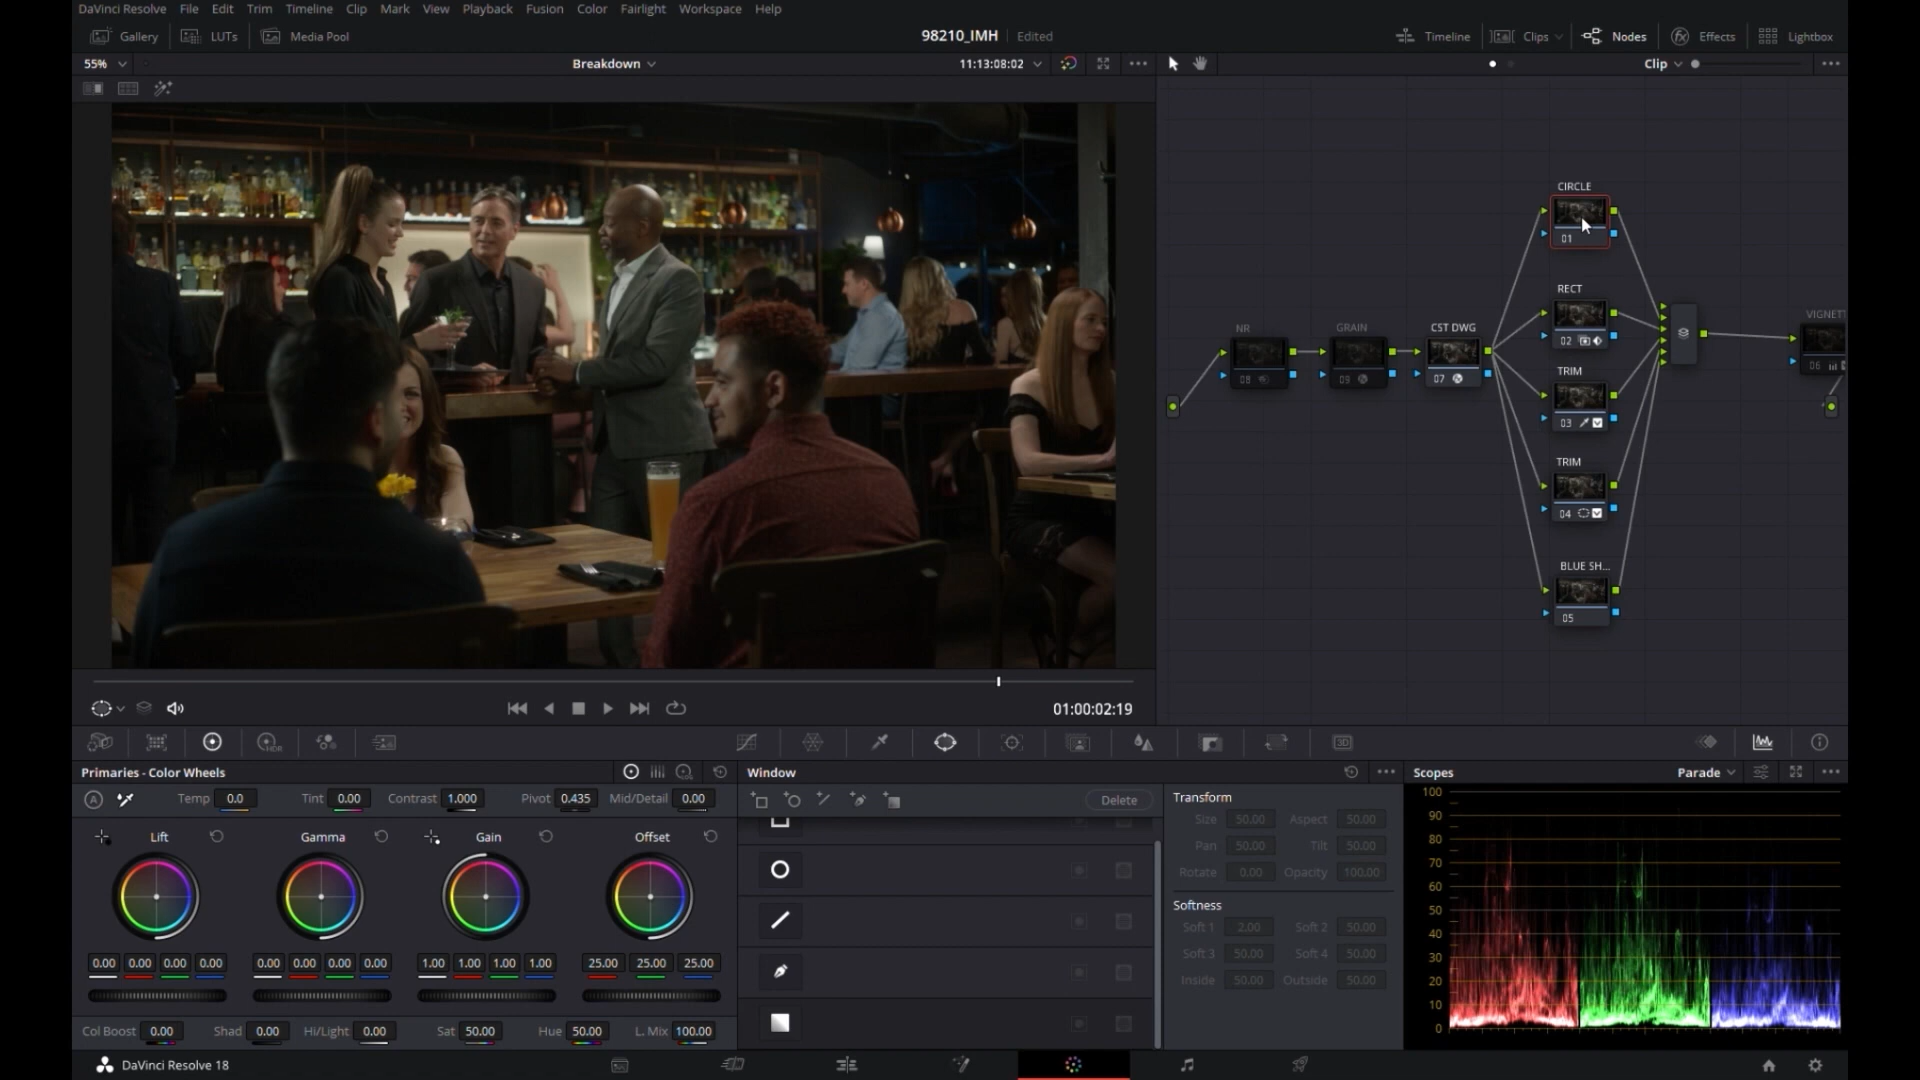 DaVinci Resolve File Edit Trim Timeline Clip Mark View Playback Fusion Color Fairlight Workspace Help
Gallery LUTs Media Pool 98210_IMH Edited Timeline Clips Nodes Effects Lightbox
55% Breakdown 11:13:08:02 Clip
CIRCLE
01
RECT
02
NR GRAIN CST DWG VIGNET
08 09 07 06
TRIM
03
TRIM
04
BLUE SH...
05
01:00:02:19
HDR 3D
Primaries - Color Wheels Window Scopes Parade
A Temp 0.0 Tint 0.00 Contrast 1.000 Pivot 0.435 Mid/Detail 0.00 Delete
Lift Gamma Gain Offset
0.00 0.00 0.00 0.00 0.00 0.00 0.00 0.00 1.00 1.00 1.00 1.00 25.00 25.00 25.00
Col Boost 0.00 Shad 0.00 Hi/Light 0.00 Sat 50.00 Hue 50.00 L. Mix 100.00
Transform
Size 50.00 Aspect 50.00
Pan 50.00 Tilt 50.00
Rotate 0.00 Opacity 100.00
Softness
Soft 1 2.00 Soft 2 50.00
Soft 3 50.00 Soft 4 50.00
Inside 50.00 Outside 50.00
100
90
80
70
60
50
40
30
20
10
0
DaVinci Resolve 18